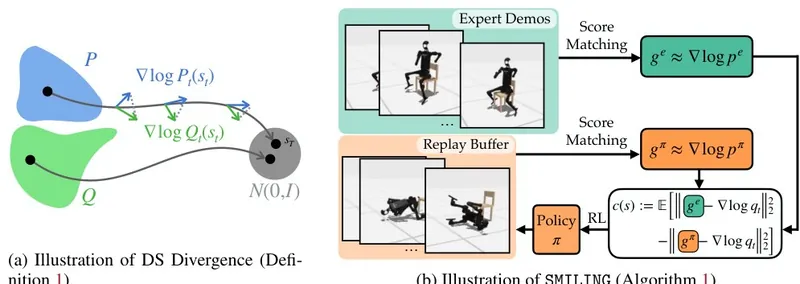 P
∇log P_t(s_t)
∇log Q_t(s_t)
s_T
Q
N(0,I)
(a) Illustration of DS Divergence (Defi-
nition 1)
Expert Demos
...
Score
Matching
g^e ≈ ∇log p^e
Replay Buffer
...
Score
Matching
g^π ≈ ∇log p^π
Policy
π
RL
c(s) := 𝔼[‖g^e − ∇log q_t‖_2^2
−‖g^π − ∇log q_t‖_2^2]
(b) Illustration of SMILING (Algorithm 1)